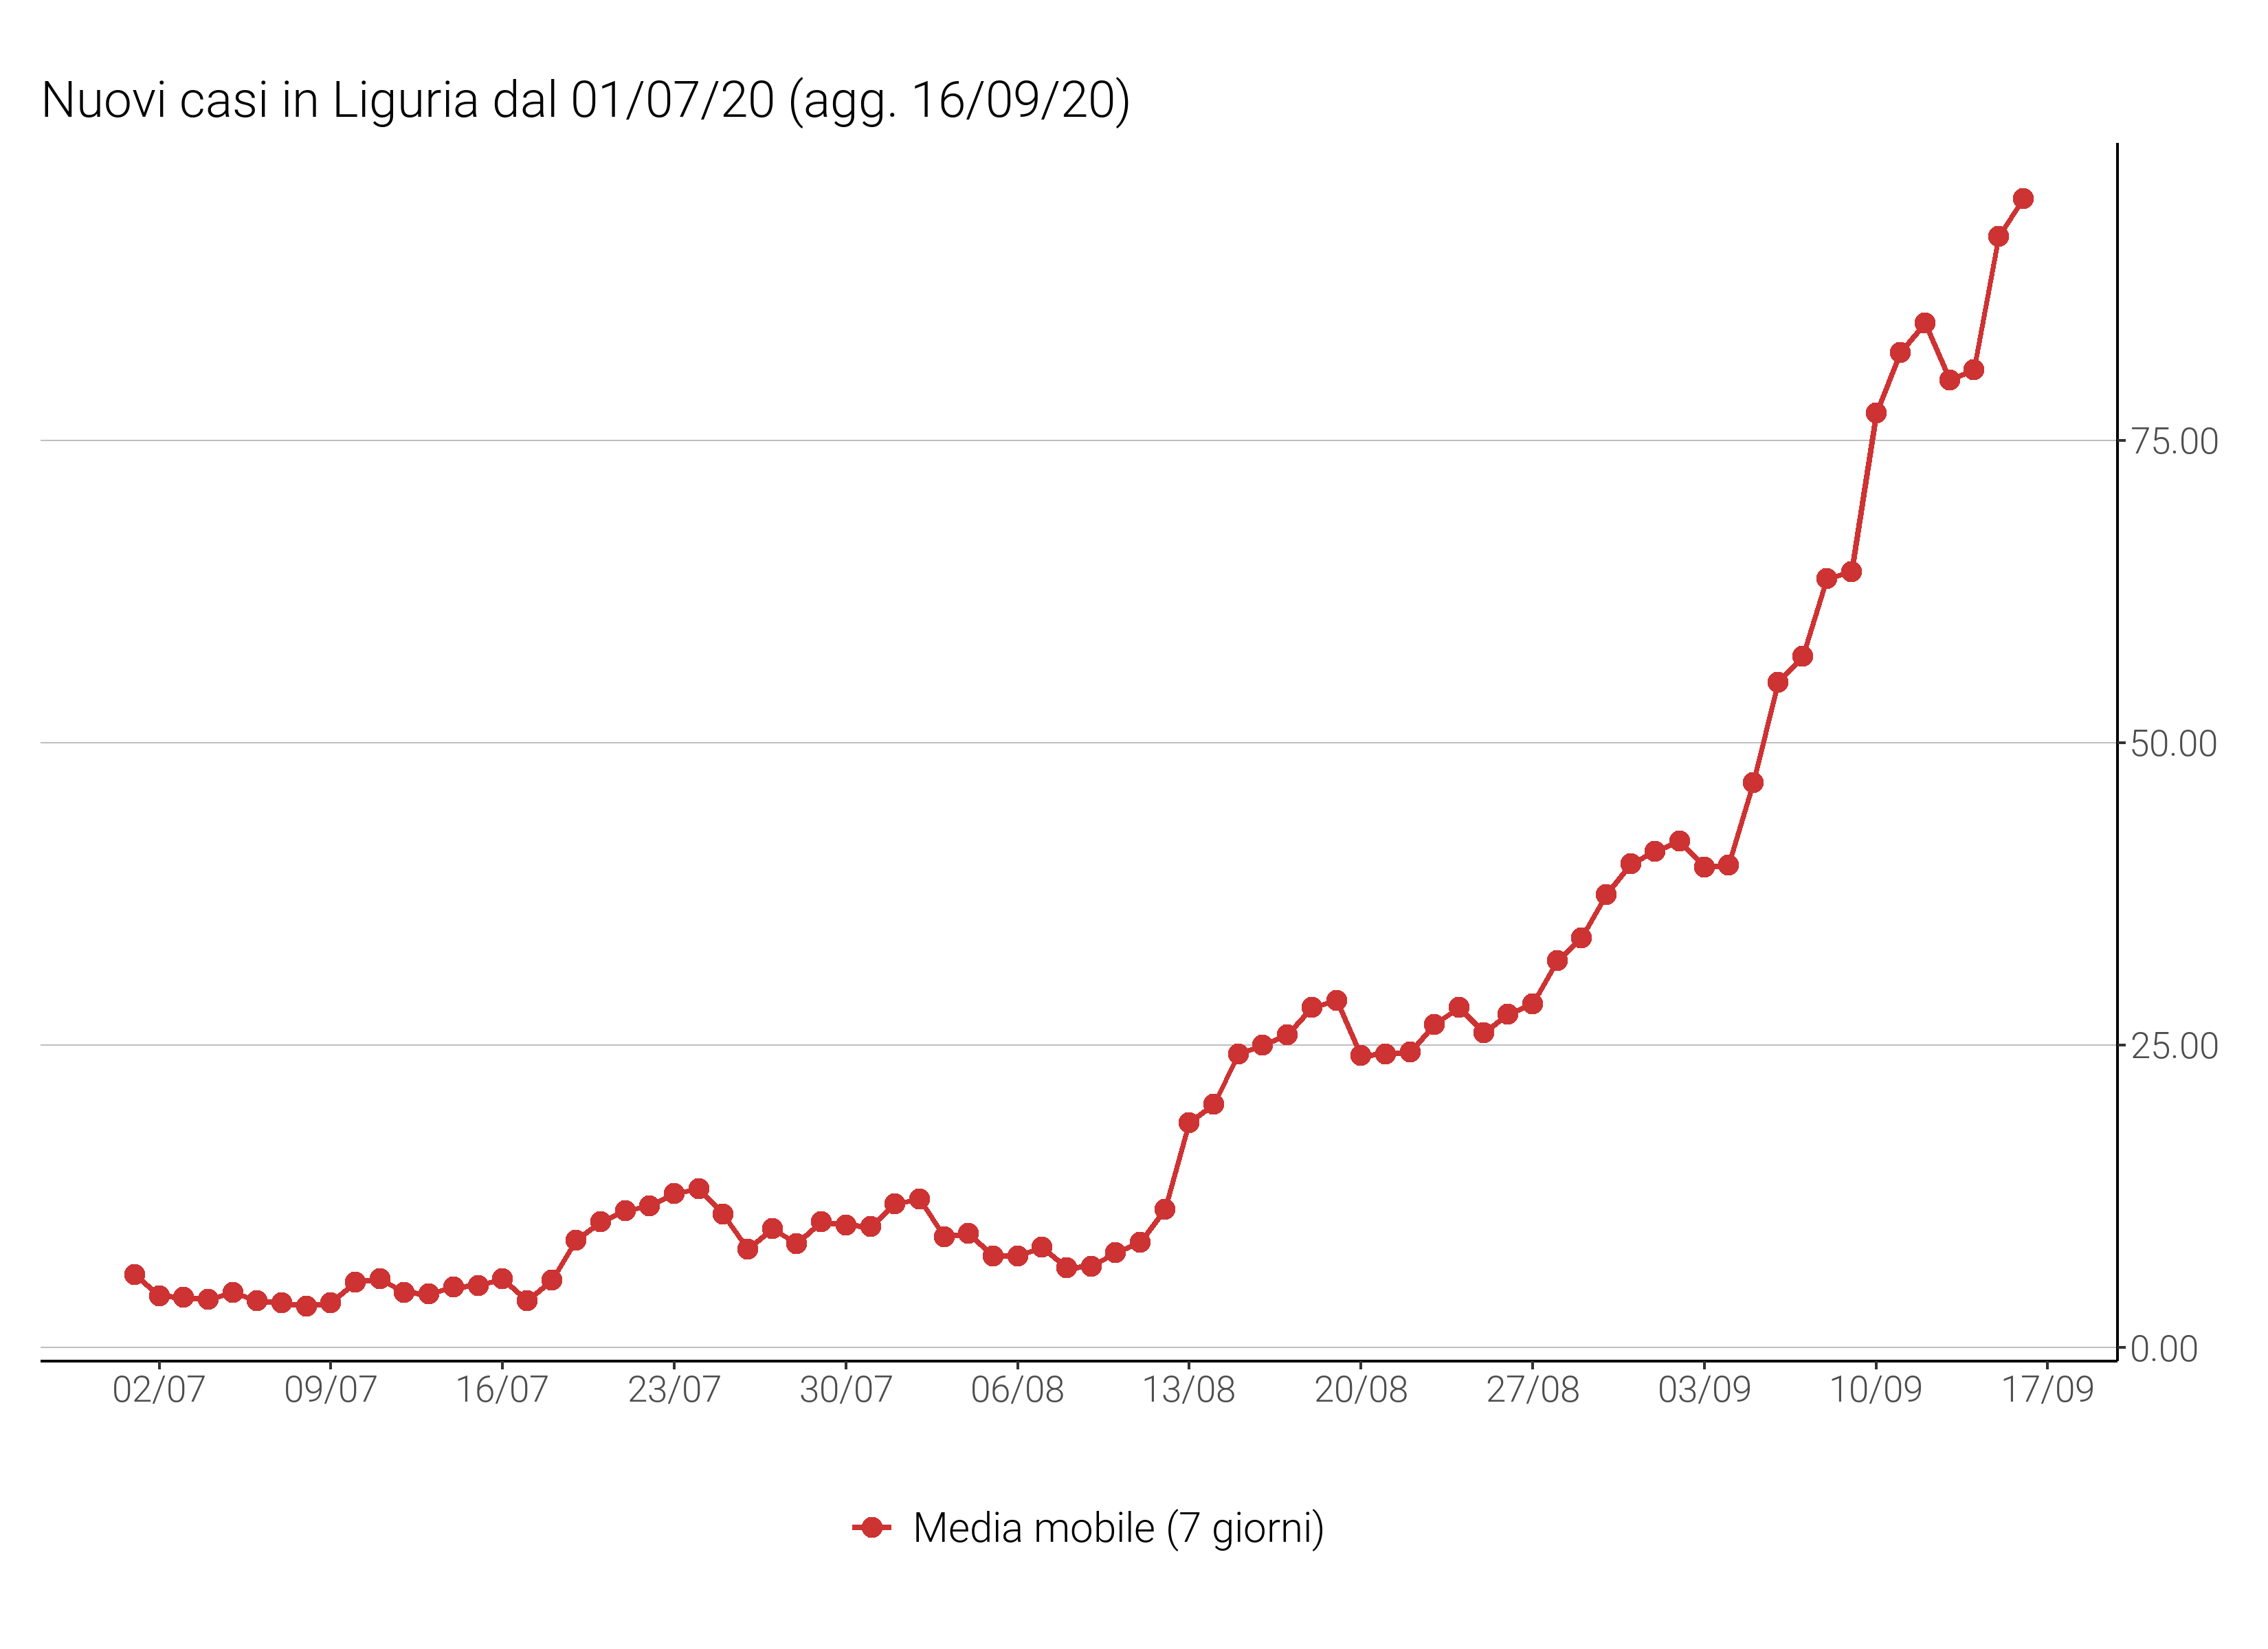 Nuovi casi in Liguria dal 01/07/20 (agg. 16/09/20)
75.00
50.00
25.00
0.00
02/07 09/07 16/07 23/07 30/07 06/08 13/08 20/08 27/08 03/09 10/09 17/09
Media mobile (7 giorni)